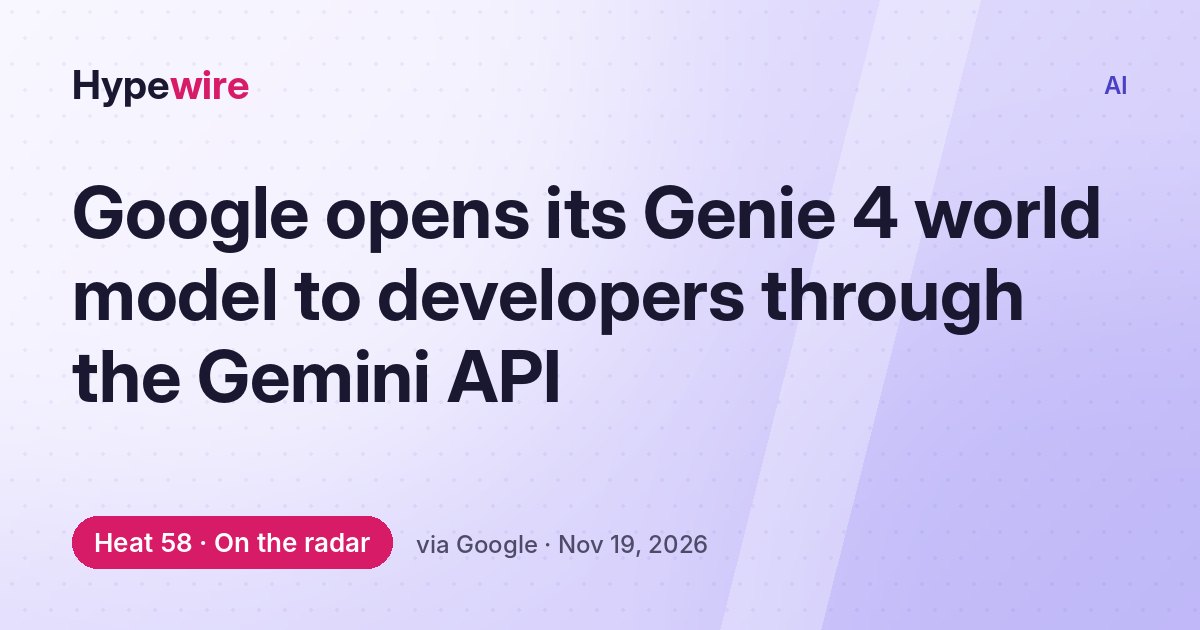 Hypewire
AI
Google opens its Genie 4 world
model to developers through
the Gemini API
Heat 58 · On the radar
via Google · Nov 19, 2026